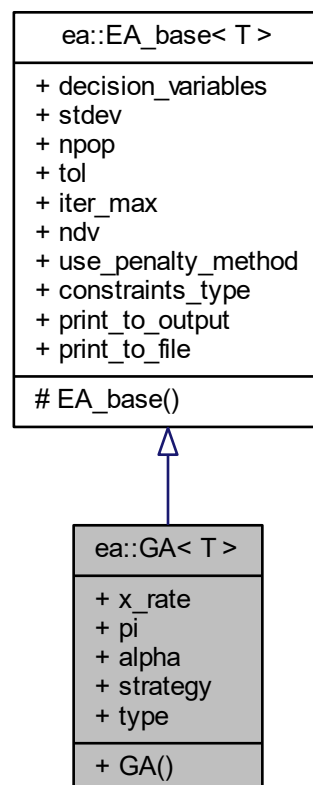 ea::EA_base< T >
+ decision_variables
+ stdev
+ npop
+ tol
+ iter_max
+ ndv
+ use_penalty_method
+ constraints_type
+ print_to_output
+ print_to_file
# EA_base()
ea::GA< T >
+ x_rate
+ pi
+ alpha
+ strategy
+ type
+ GA()